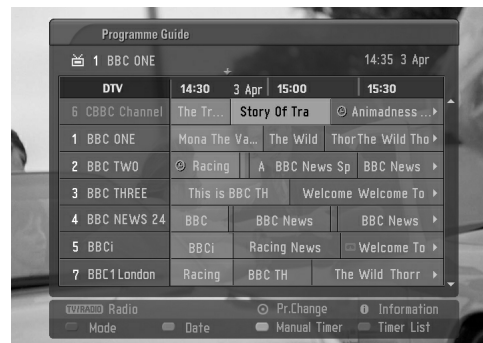 Programme Guide
1 BBC ONE 14:35 3 Apr
DTV 14:30 3 Apr 15:00 15:30
6 CBBC Channel The Tr... Story Of Tra Animadness ...
1 BBC ONE Mona The Va... The Wild Thor The Wild Tho
2 BBC TWO Racing A BBC News Sp BBC News
3 BBC THREE This is BBC TH Welcome Welcome To
4 BBC NEWS 24 BBC BBC News BBC News
5 BBCi BBCi Racing News Welcome To
7 BBC1 London Racing BBC TH The Wild Thorr
TV/RADIO Radio Pr.Change Information
Mode Date Manual Timer Timer List